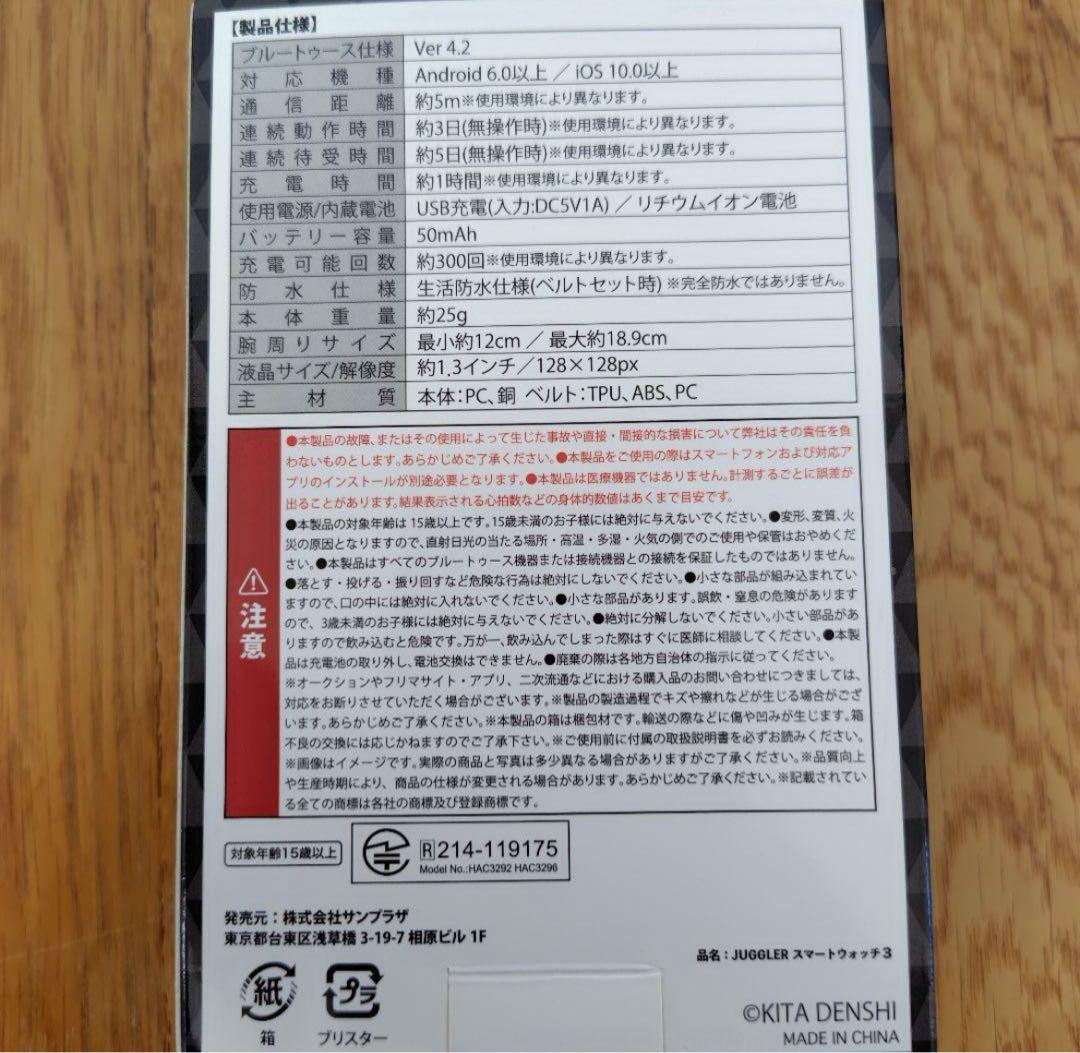 【製品仕様】
ブルートゥース仕様 Ver 4.2
対応機種 Android 6.0以上 ／ iOS 10.0以上
通信距離 約5m※使用環境により異なります。
連続動作時間 約3日(無操作時)※使用環境により異なります。
連続待受時間 約5日(無操作時)※使用環境により異なります。
充電時間 約1時間※使用環境により異なります。
使用電源/内蔵電池 USB充電(入力:DC5V1A) ／ リチウムイオン電池
バッテリー容量 50mAh
充電可能回数 約300回※使用環境により異なります。
防水仕様 生活防水仕様(ベルトセット時) ※完全防水ではありません。
本体重量 約25g
腕周りサイズ 最小約12cm ／ 最大約18.9cm
液晶サイズ/解像度 約1.3インチ／128×128px
主材質 本体：PC、銅 ベルト：TPU、ABS、PC
注意
●本製品の故障、またはその使用によって生じた事故や直接・間接的な損害について弊社はその責任を負
わないものとします。あらかじめご了承ください。●本製品をご使用の際はスマートフォンおよび対応ア
プリのインストールが別途必要となります。●本製品は医療機器ではありません。計測するごとに誤差が
出ることがあります。結果表示される心拍数などの身体的数値はあくまで目安です。
●本製品の対象年齢は 15歳以上です。15歳未満のお子様には絶対に与えないでください。●変形、変質、火
災の原因となりますので、直射日光の当たる場所・高温・多湿・火気の側でのご使用や保管はおやめくだ
さい。●本製品はすべてのブルートゥース機器または接続機器との接続を保証したものではありません。
●落とす・投げる・振り回すなど危険な行為は絶対にしないでください。●小さな部品が組み込まれてい
ますので、口の中には絶対に入れないでください。●小さな部品があります。誤飲・窒息の危険があります
ので、3歳未満のお子様には絶対に与えないでください。●絶対に分解しないでください。小さい部品があ
りますので飲み込むと危険です。万が一、飲み込んでしまった際はすぐに医師に相談してください。●本製
品は充電池の取り外し、電池交換はできません。●廃棄の際は各地方自治体の指示に従ってください。
※オークションやフリマサイト・アプリ、二次流通などにおける購入品のお問い合わせにつきましては、
対応をお断りさせていただく場合がございます。※製品の製造過程でキズや擦れなどが生じる場合がござ
います。あらかじめご了承ください。※本製品の箱は梱包材です。輸送の際などに傷や凹みが生じます。箱
不良の交換には応じかねますのでご了承下さい。※ご使用前に付属の取扱説明書を必ずお読みください。
※画像はイメージです。実際の商品と写真は多少異なる場合がありますがご了承ください。※品質向上
や生産時期により、商品の仕様が変更される場合があります。あらかじめご了承ください。※記載されてい
る全ての商標は各社の商標及び登録商標です。
対象年齢15歳以上
R 214-119175
Model No.:HAC3292 HAC3296
発売元：株式会社サンプラザ
東京都台東区浅草橋 3-19-7 相原ビル 1F
品名：JUGGLER スマートウォッチ3
紙 プラ
箱 ブリスター
©KITA DENSHI
MADE IN CHINA